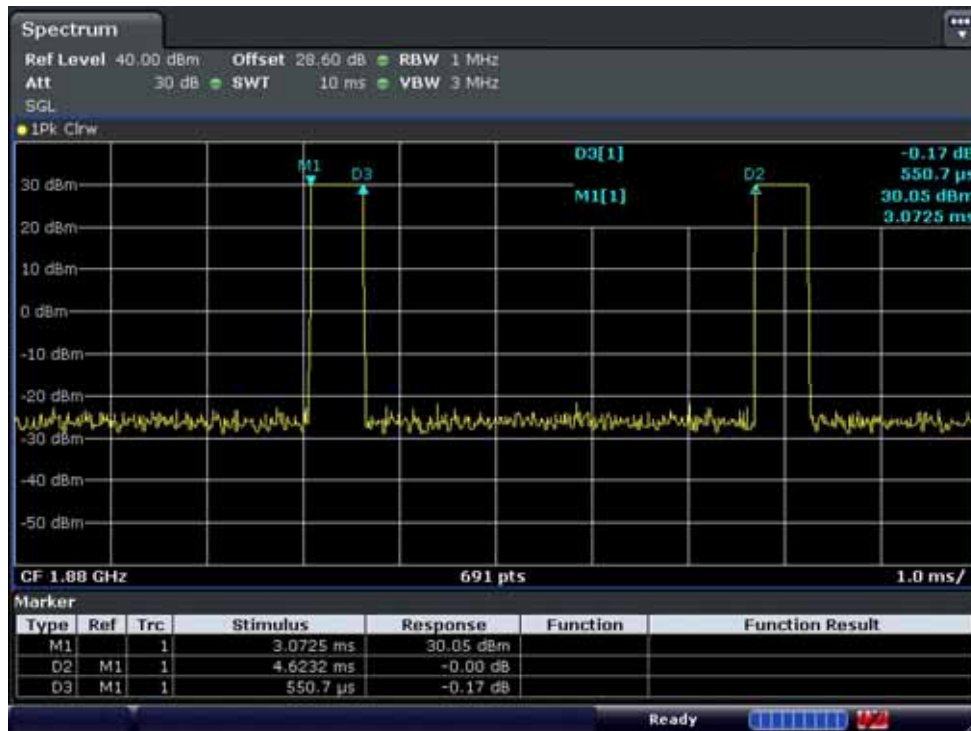 Spectrum
Ref Level 40.00 dBm Offset 28.60 dB RBW 1 MHz
Att 30 dB SWT 10 ms VBW 3 MHz
SGL
1Pk Clrw
D3[1] -0.17 dB
550.7 µs
M1[1] 30.05 dBm
3.0725 ms
M1
D3
D2
30 dBm
20 dBm
10 dBm
0 dBm
-10 dBm
-20 dBm
-30 dBm
-40 dBm
-50 dBm
CF 1.88 GHz 691 pts 1.0 ms/
Marker
Type Ref Trc Stimulus Response Function Function Result
M1 1 3.0725 ms 30.05 dBm
D2 M1 1 4.6232 ms -0.00 dB
D3 M1 1 550.7 µs -0.17 dB
Ready